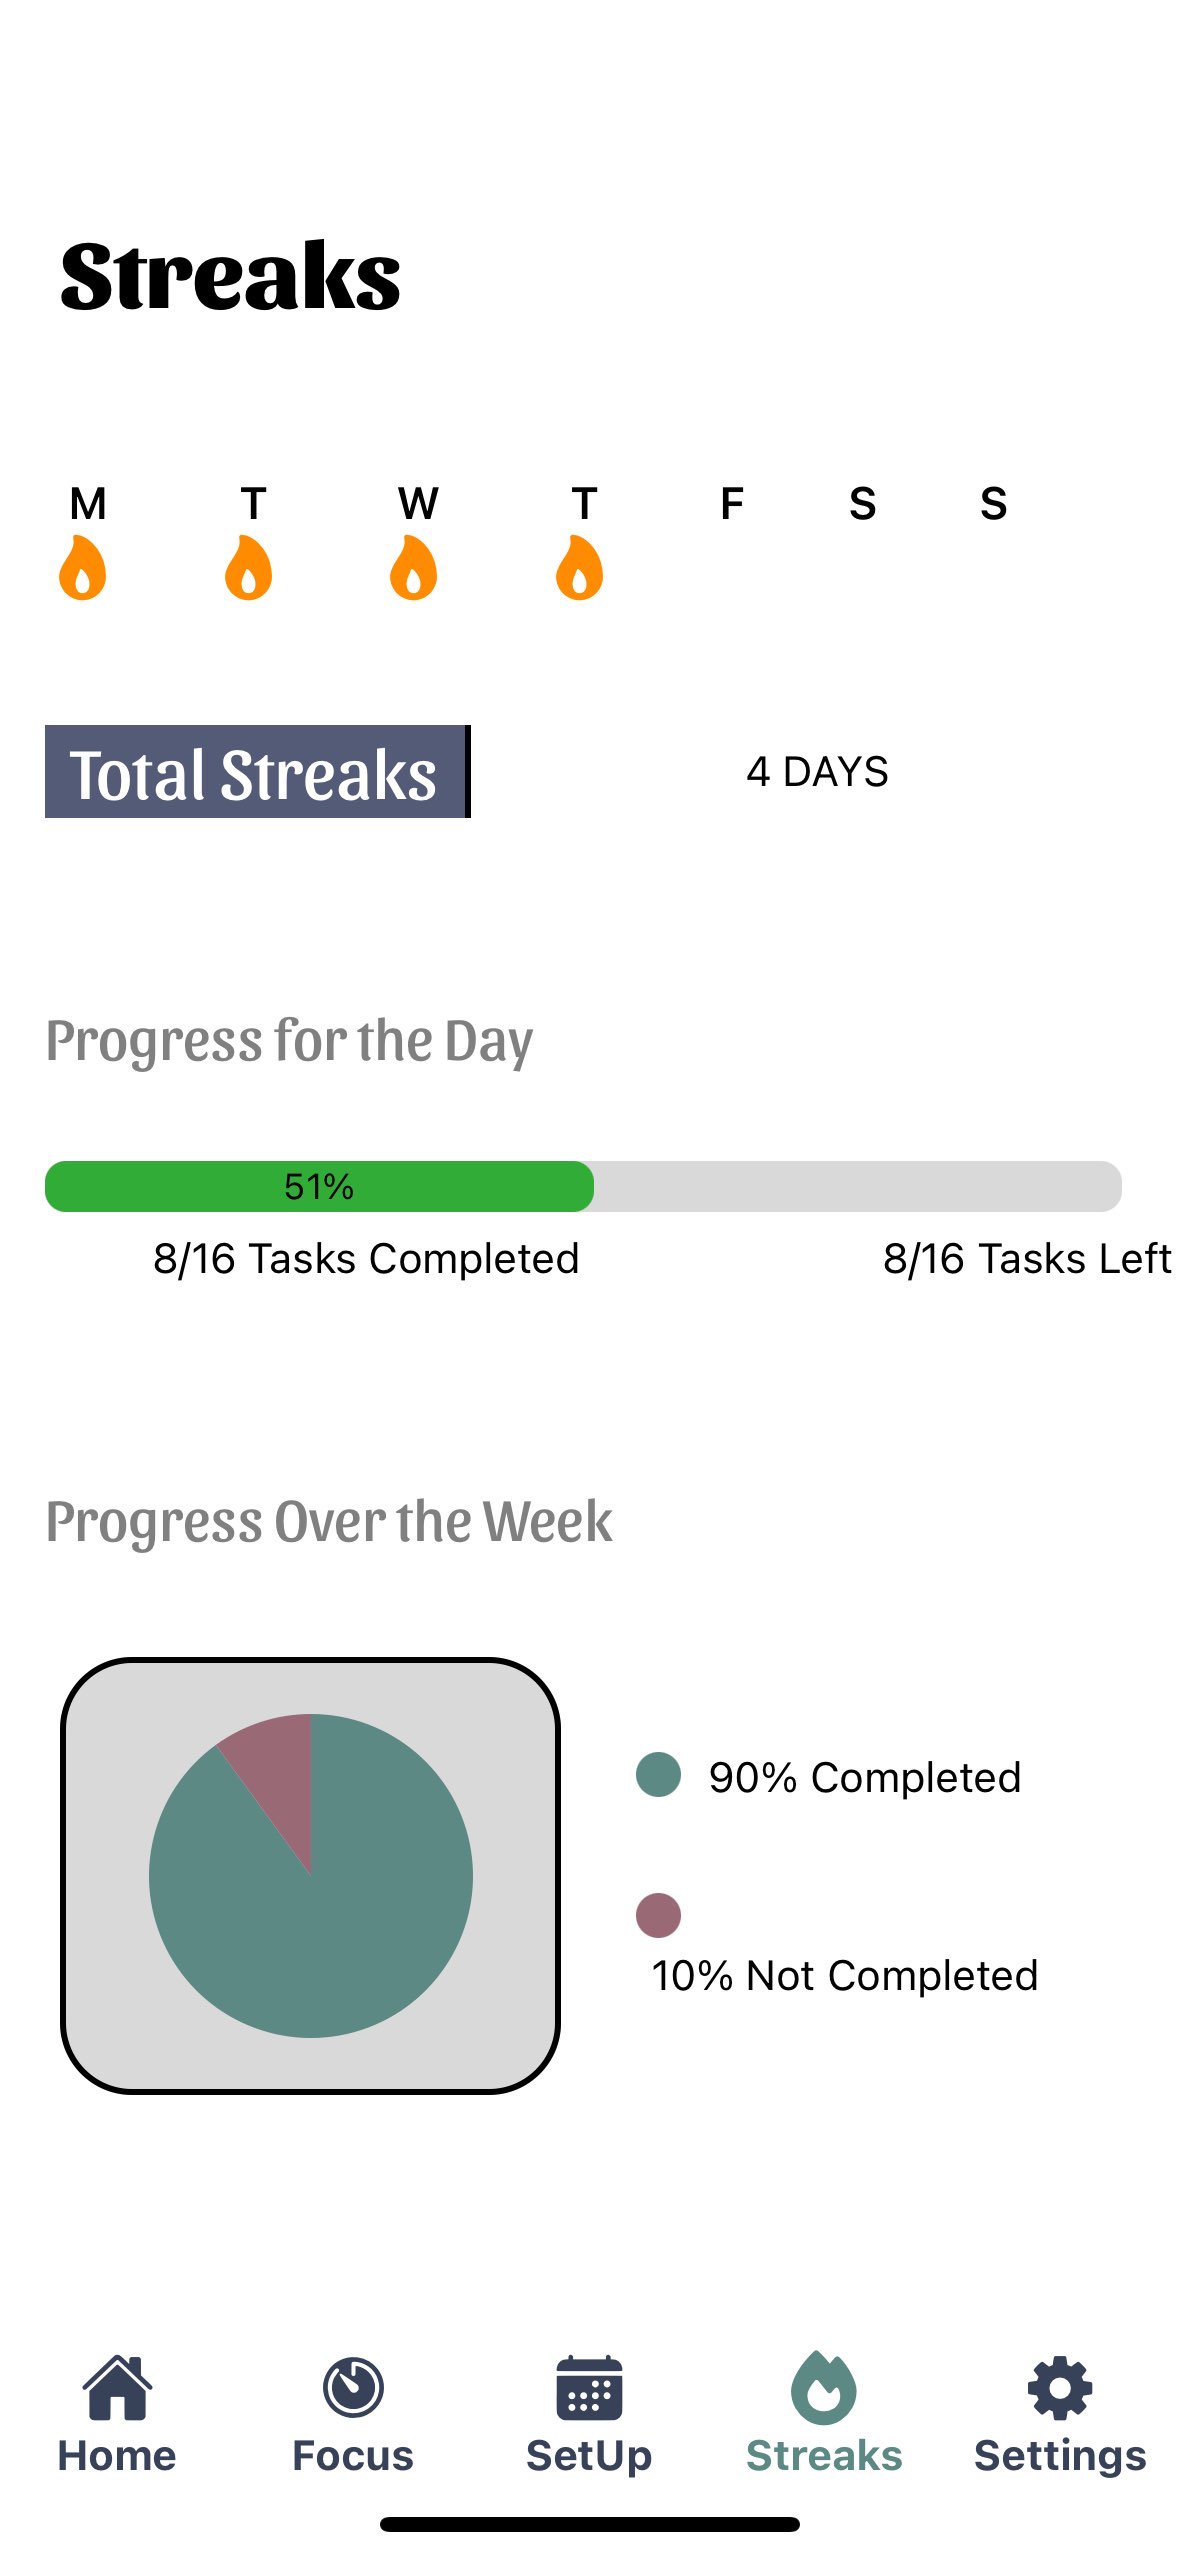 Streaks
M T W T F S S
Total Streaks 4 DAYS
Progress for the Day
51%
8/16 Tasks Completed 8/16 Tasks Left
Progress Over the Week
90% Completed
10% Not Completed
Home Focus SetUp Streaks Settings